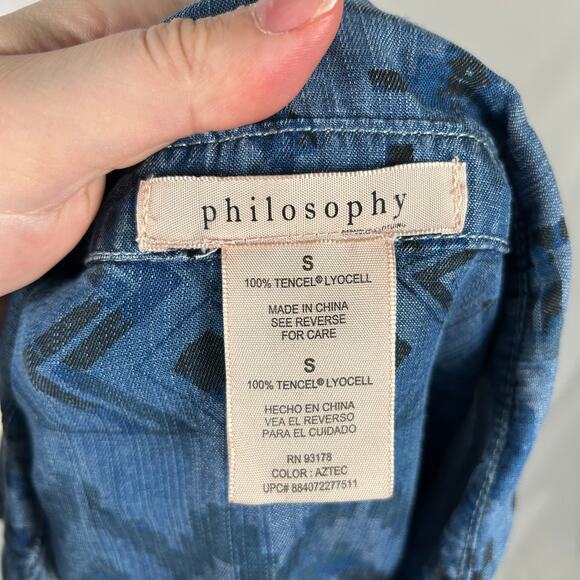 philosophy
CLOTHING
S
100% TENCEL® LYOCELL
MADE IN CHINA
SEE REVERSE
FOR CARE
S
100% TENCEL® LYOCELL
HECHO EN CHINA
VEA EL REVERSO
PARA EL CUIDADO
RN 93178
COLOR : AZTEC
UPC# 884072277511